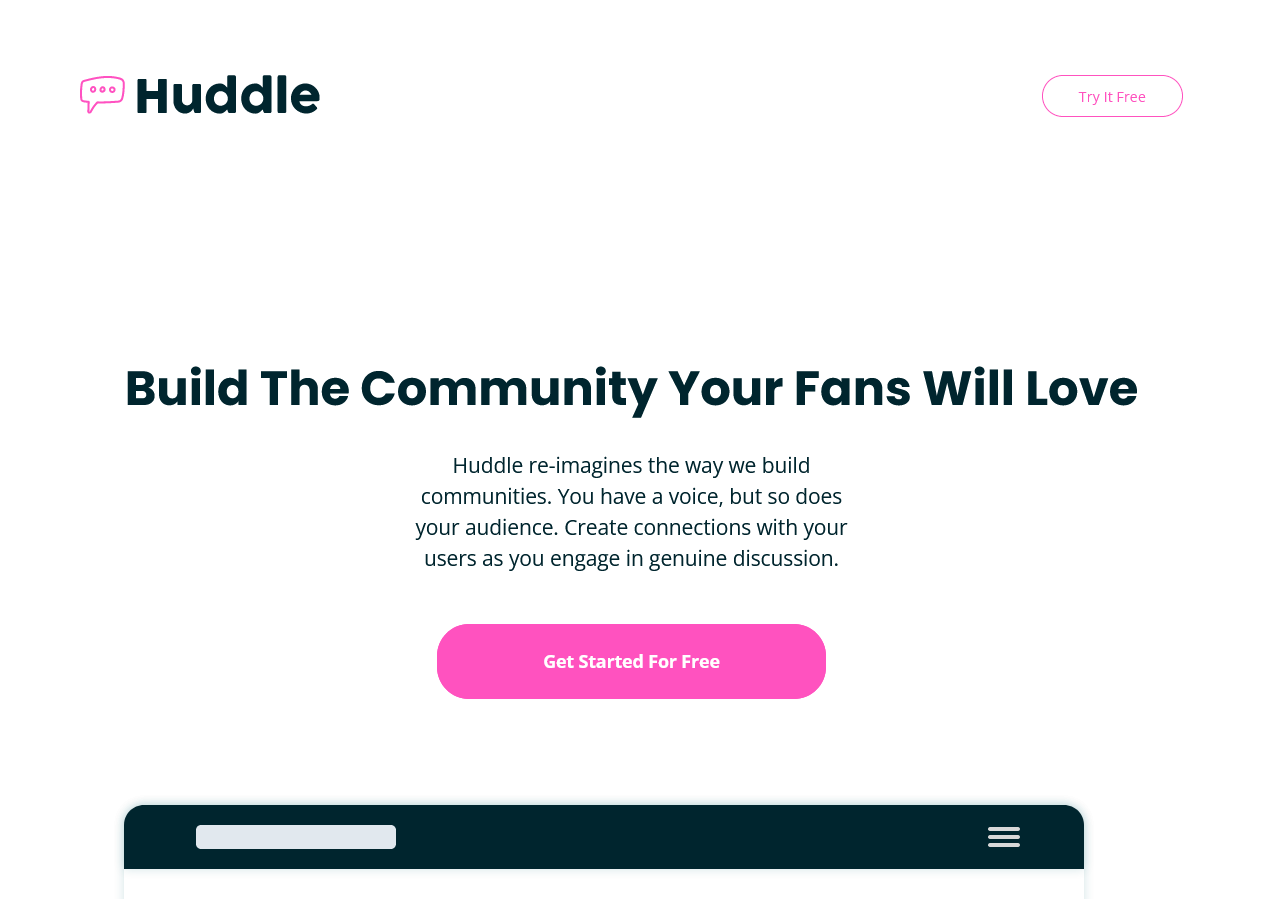 Huddle
Try It Free
Build The Community Your Fans Will Love
Huddle re-imagines the way we build
communities. You have a voice, but so does
your audience. Create connections with your
users as you engage in genuine discussion.
Get Started For Free